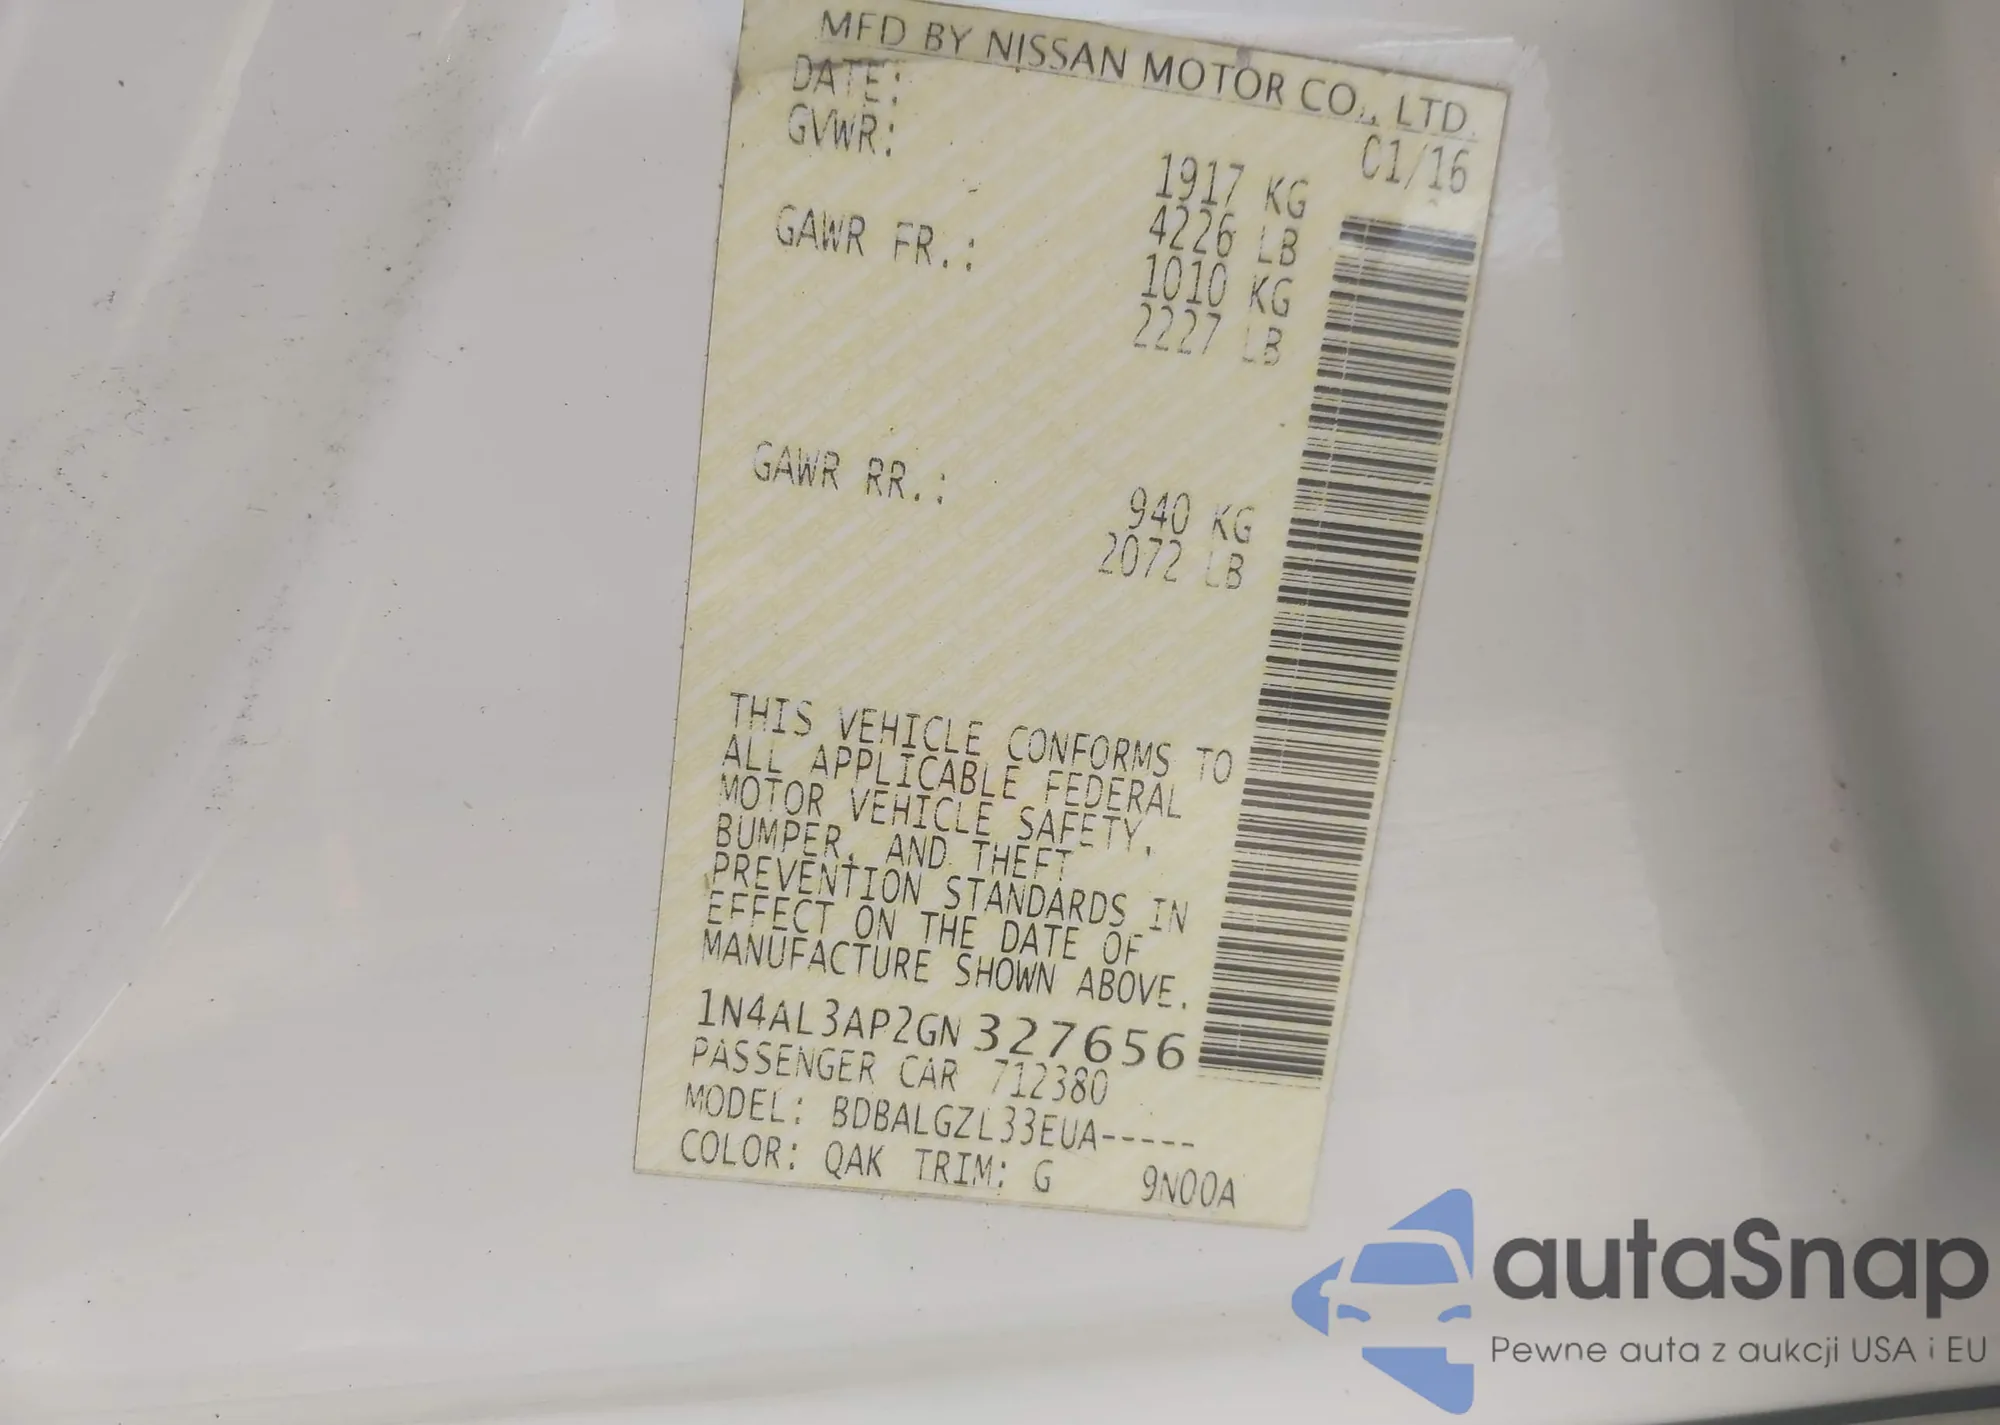 MFD BY NISSAN MOTOR CO., LTD.
DATE: 01/16
GVWR: 1917 KG
4226 LB
GAWR FR.: 1010 KG
2227 LB
GAWR RR.: 940 KG
2072 LB
THIS VEHICLE CONFORMS TO
ALL APPLICABLE FEDERAL
MOTOR VEHICLE SAFETY,
BUMPER, AND THEFT
PREVENTION STANDARDS IN
EFFECT ON THE DATE OF
MANUFACTURE SHOWN ABOVE.
1N4AL3AP2GN327656
PASSENGER CAR 712380
MODEL: BDBALGZL33EUA-----
COLOR: QAK TRIM: G 9N00A
autaSnap
Pewne auta z aukcji USA i EU